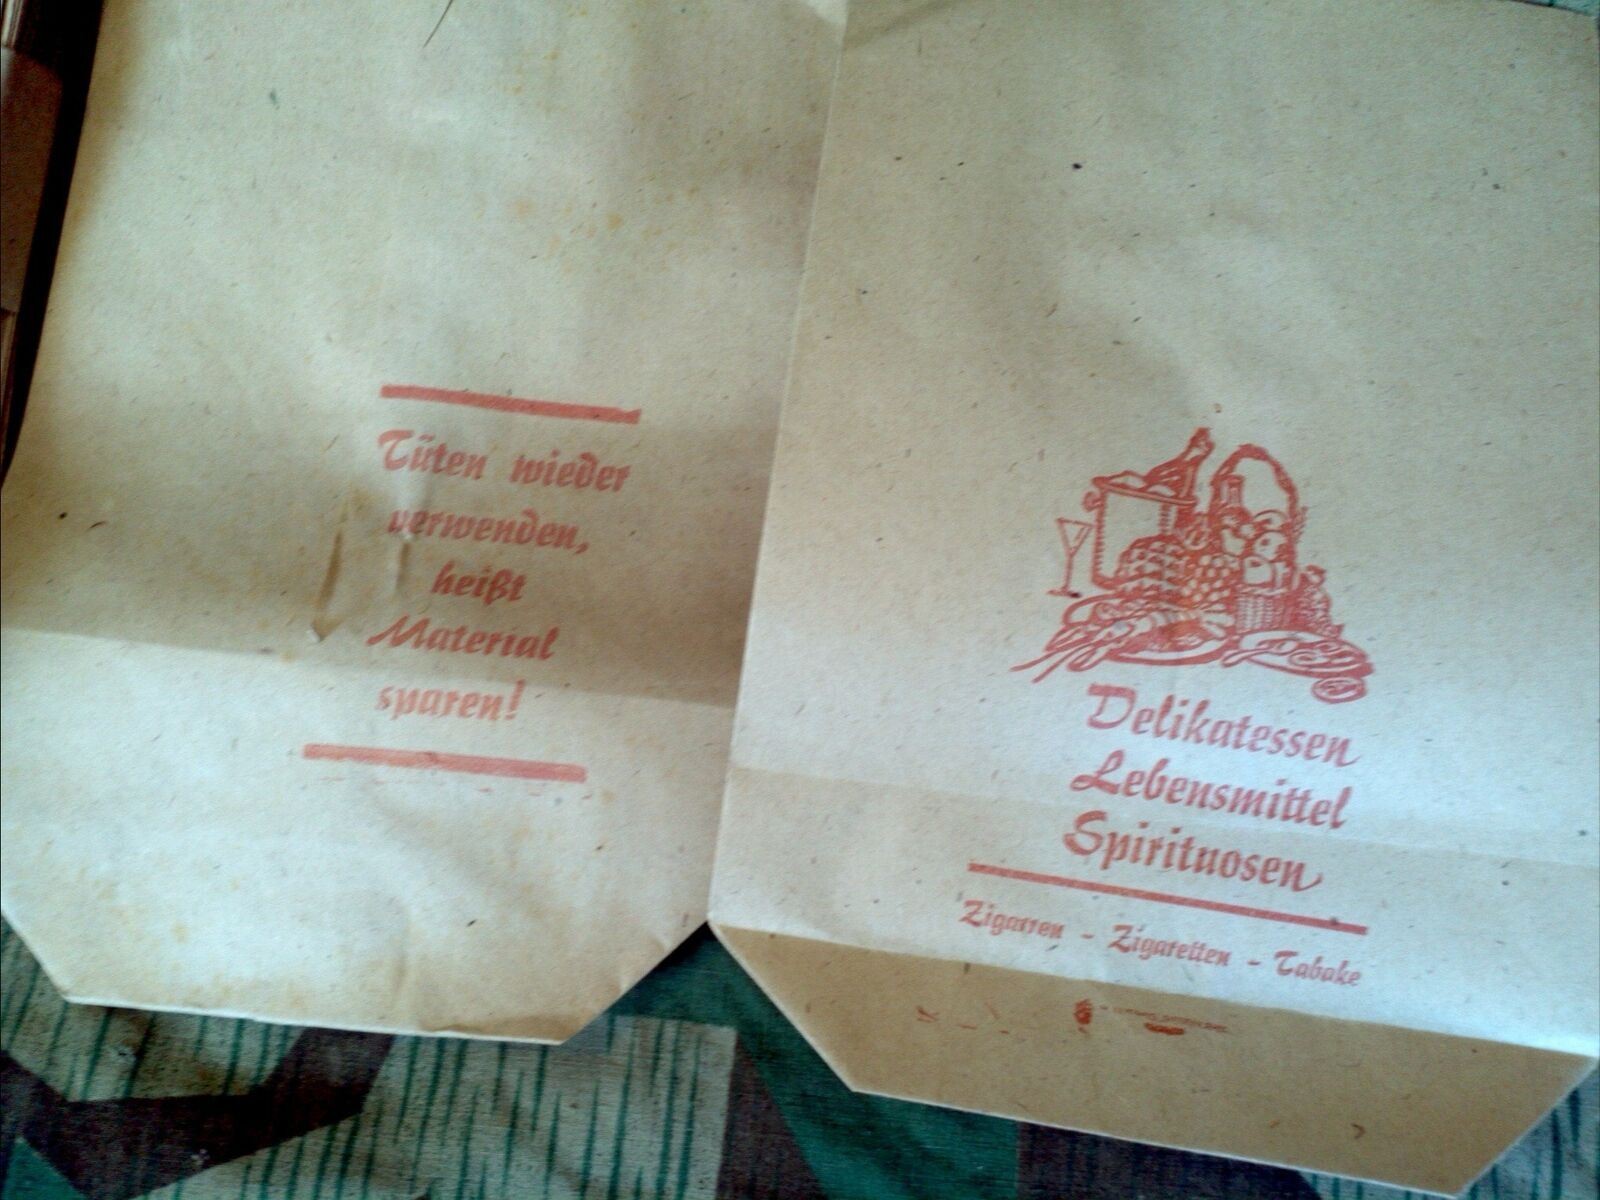 Tüten wieder
verwenden,
heißt
Material
sparen!
Delikatessen
Lebensmittel
Spirituosen
Zigarren - Zigaretten - Tabake